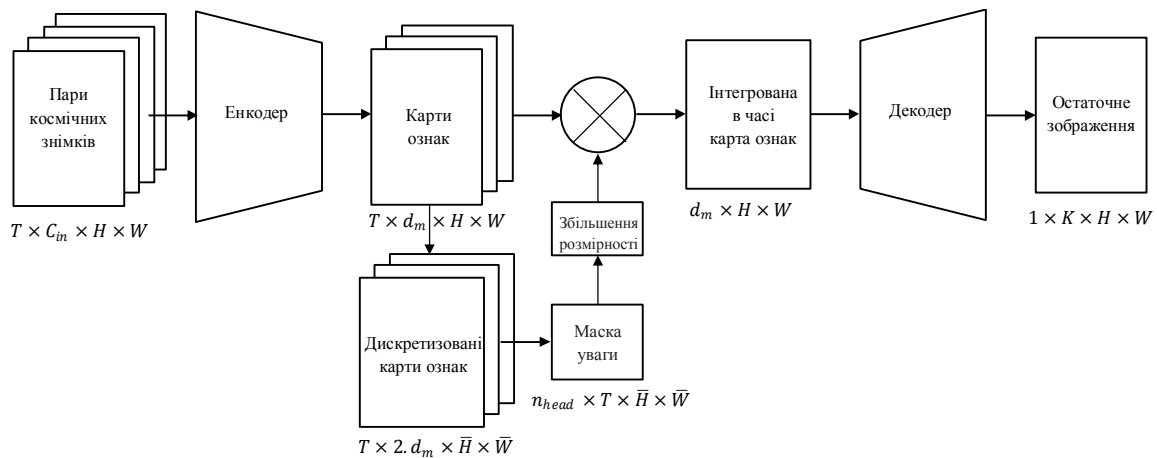 Пари
космічних
знімків
T × C_in × H × W
Енкодер
Карти
ознак
T × d_m × H × W
Інтегрована
в часі
карта ознак
d_m × H × W
Декодер
Остаточне
зображення
1 × K × H × W
Збільшення
розмірності
Дискретизовані
карти ознак
T × 2. d_m × H̅ × W̅
Маска
уваги
n_head × T × H̅ × W̅